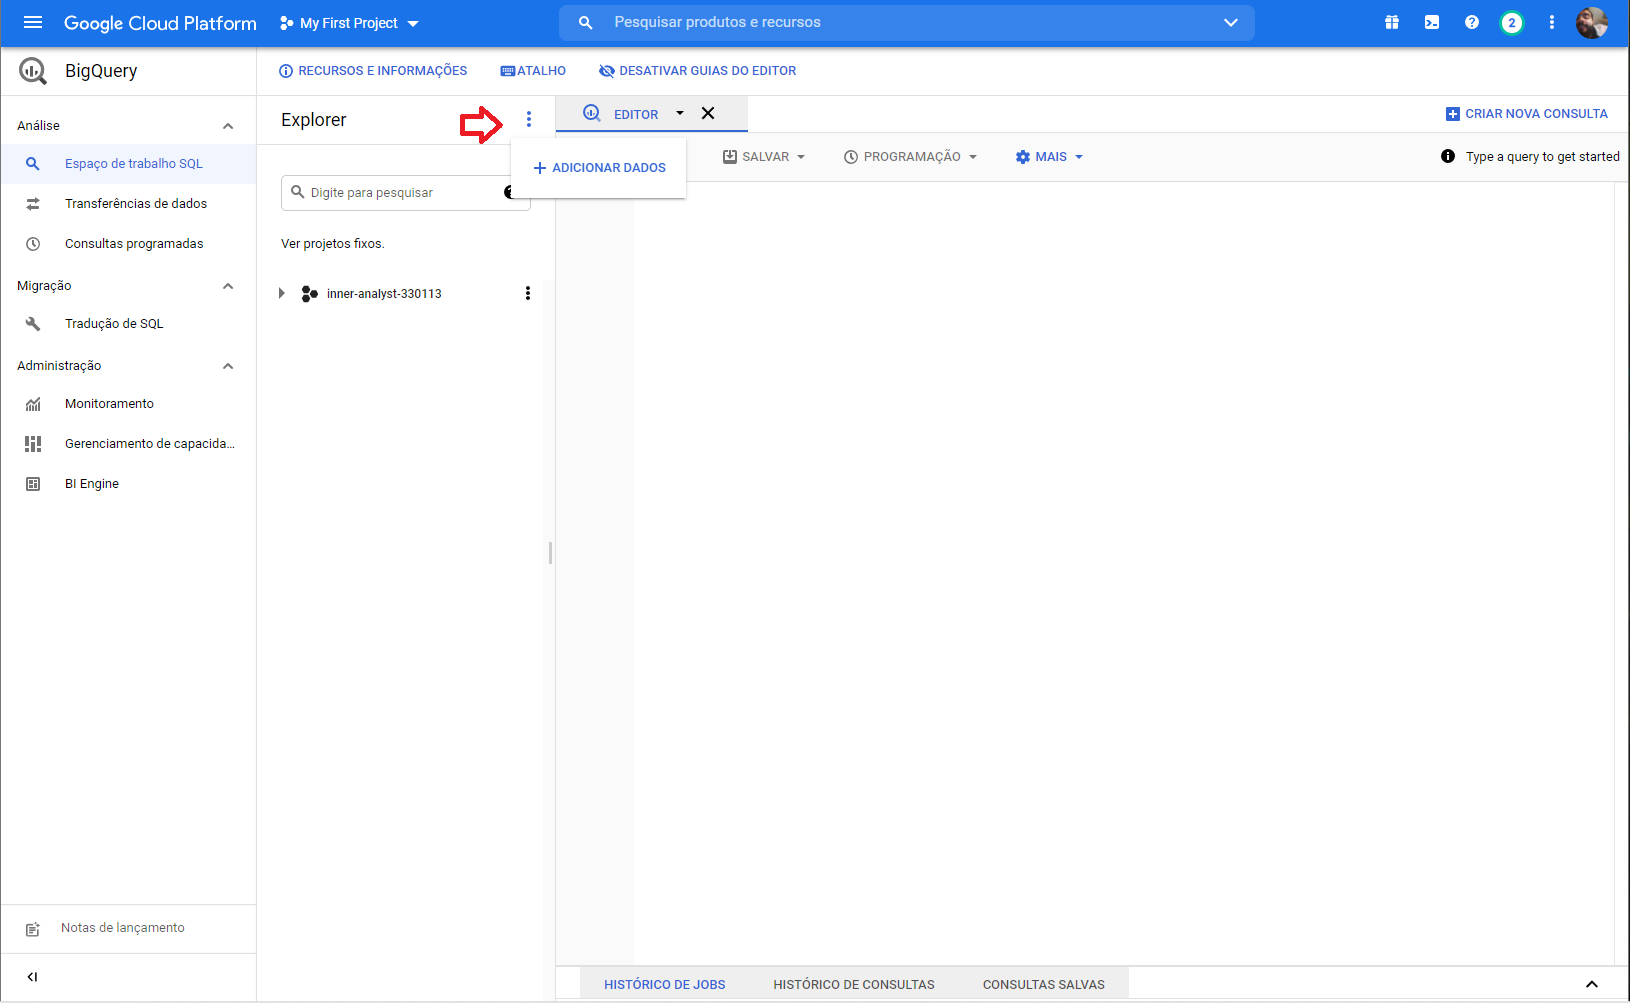 Google Cloud Platform
My First Project
Pesquisar produtos e recursos
2
BigQuery
RECURSOS E INFORMAÇÕES
ATALHO
DESATIVAR GUIAS DO EDITOR
Análise
Espaço de trabalho SQL
Transferências de dados
Consultas programadas
Migração
Tradução de SQL
Administração
Monitoramento
Gerenciamento de capacida...
BI Engine
Notas de lançamento
Explorer
ADICIONAR DADOS
Digite para pesquisar
Ver projetos fixos.
inner-analyst-330113
EDITOR
CRIAR NOVA CONSULTA
SALVAR
PROGRAMAÇÃO
MAIS
Type a query to get started
HISTÓRICO DE JOBS
HISTÓRICO DE CONSULTAS
CONSULTAS SALVAS